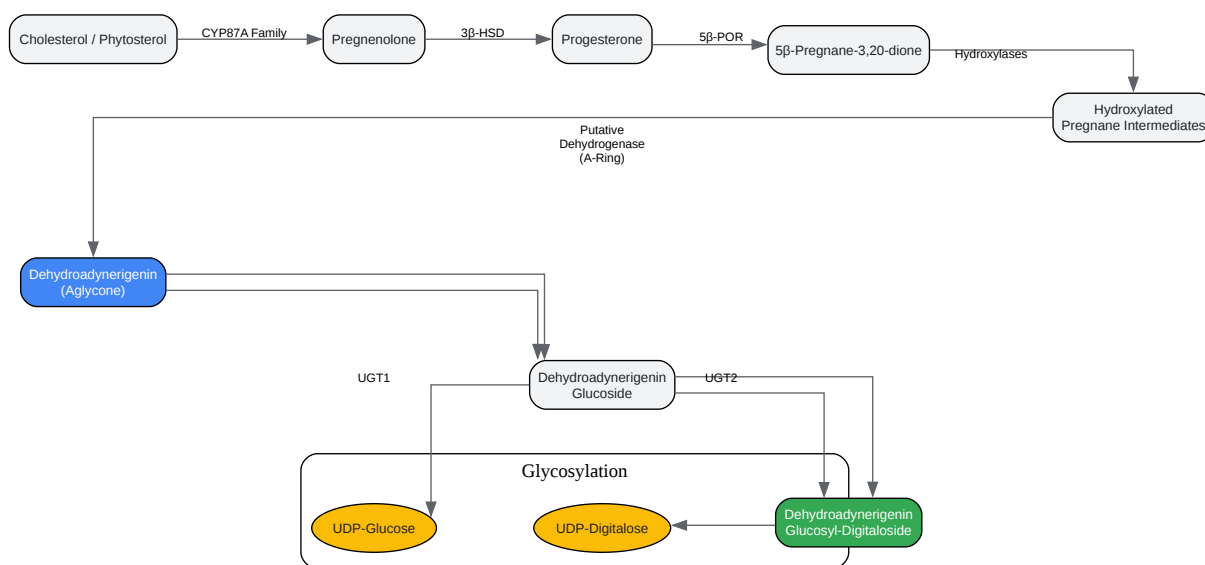 Cholesterol / Phytosterol
CYP87A Family
Pregnenolone
3β-HSD
Progesterone
5β-POR
5β-Pregnane-3,20-dione
Hydroxylases
Hydroxylated
Pregnane Intermediates
Putative
Dehydrogenase
(A-Ring)
Dehydroadynerigenin
(Aglycone)
UGT1
Dehydroadynerigenin
Glucoside
UGT2
Glycosylation
UDP-Glucose
UDP-Digitalose
Dehydroadynerigenin
Glucosyl-Digitaloside